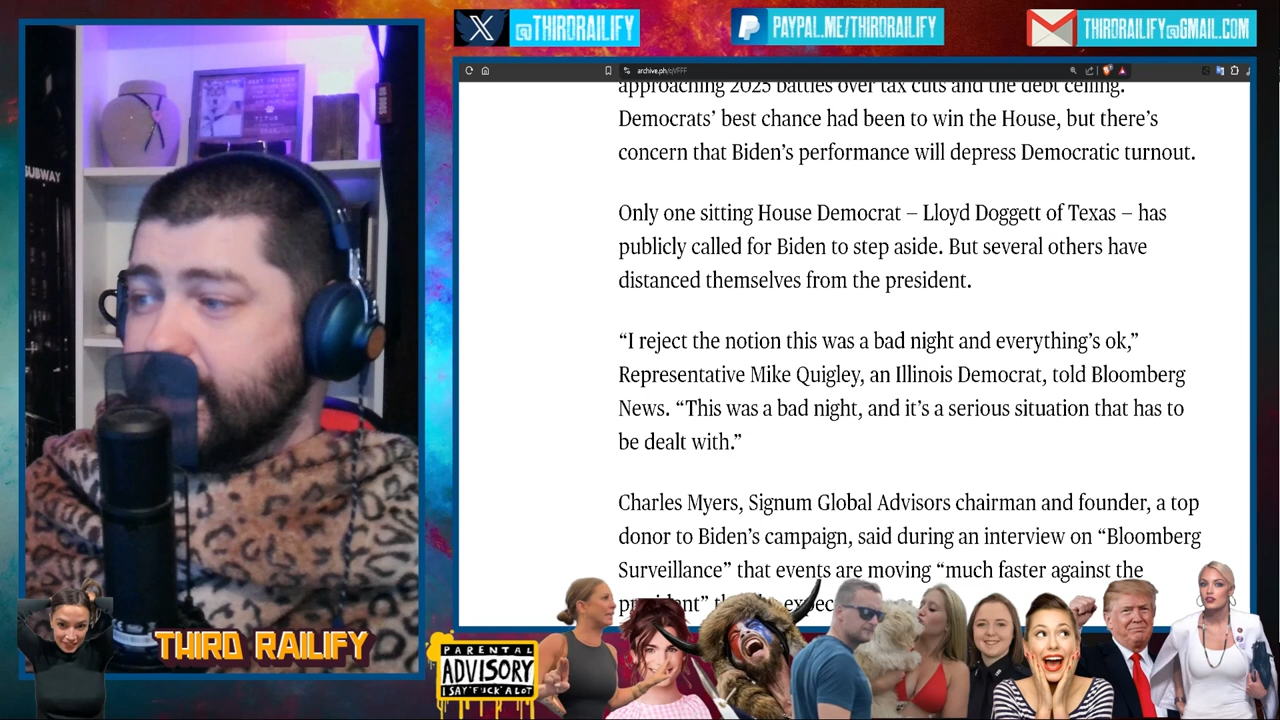 @THIRDRAILIFY
PAYPAL.ME/THIRDRAILIFY
THIRDRAILIFY@GMAIL.COM
archive.ph/qVFFF
approaching 2025 battles over tax cuts and the debt ceiling.
Democrats’ best chance had been to win the House, but there’s
concern that Biden’s performance will depress Democratic turnout.
Only one sitting House Democrat – Lloyd Doggett of Texas – has
publicly called for Biden to step aside. But several others have
distanced themselves from the president.
“I reject the notion this was a bad night and everything’s ok,”
Representative Mike Quigley, an Illinois Democrat, told Bloomberg
News. “This was a bad night, and it’s a serious situation that has to
be dealt with.”
Charles Myers, Signum Global Advisors chairman and founder, a top
donor to Biden’s campaign, said during an interview on “Bloomberg
Surveillance” that events are moving “much faster against the
SUBWAY
THIRD RAILIFY
PARENTAL
ADVISORY
I SAY "FUCK" ALOT